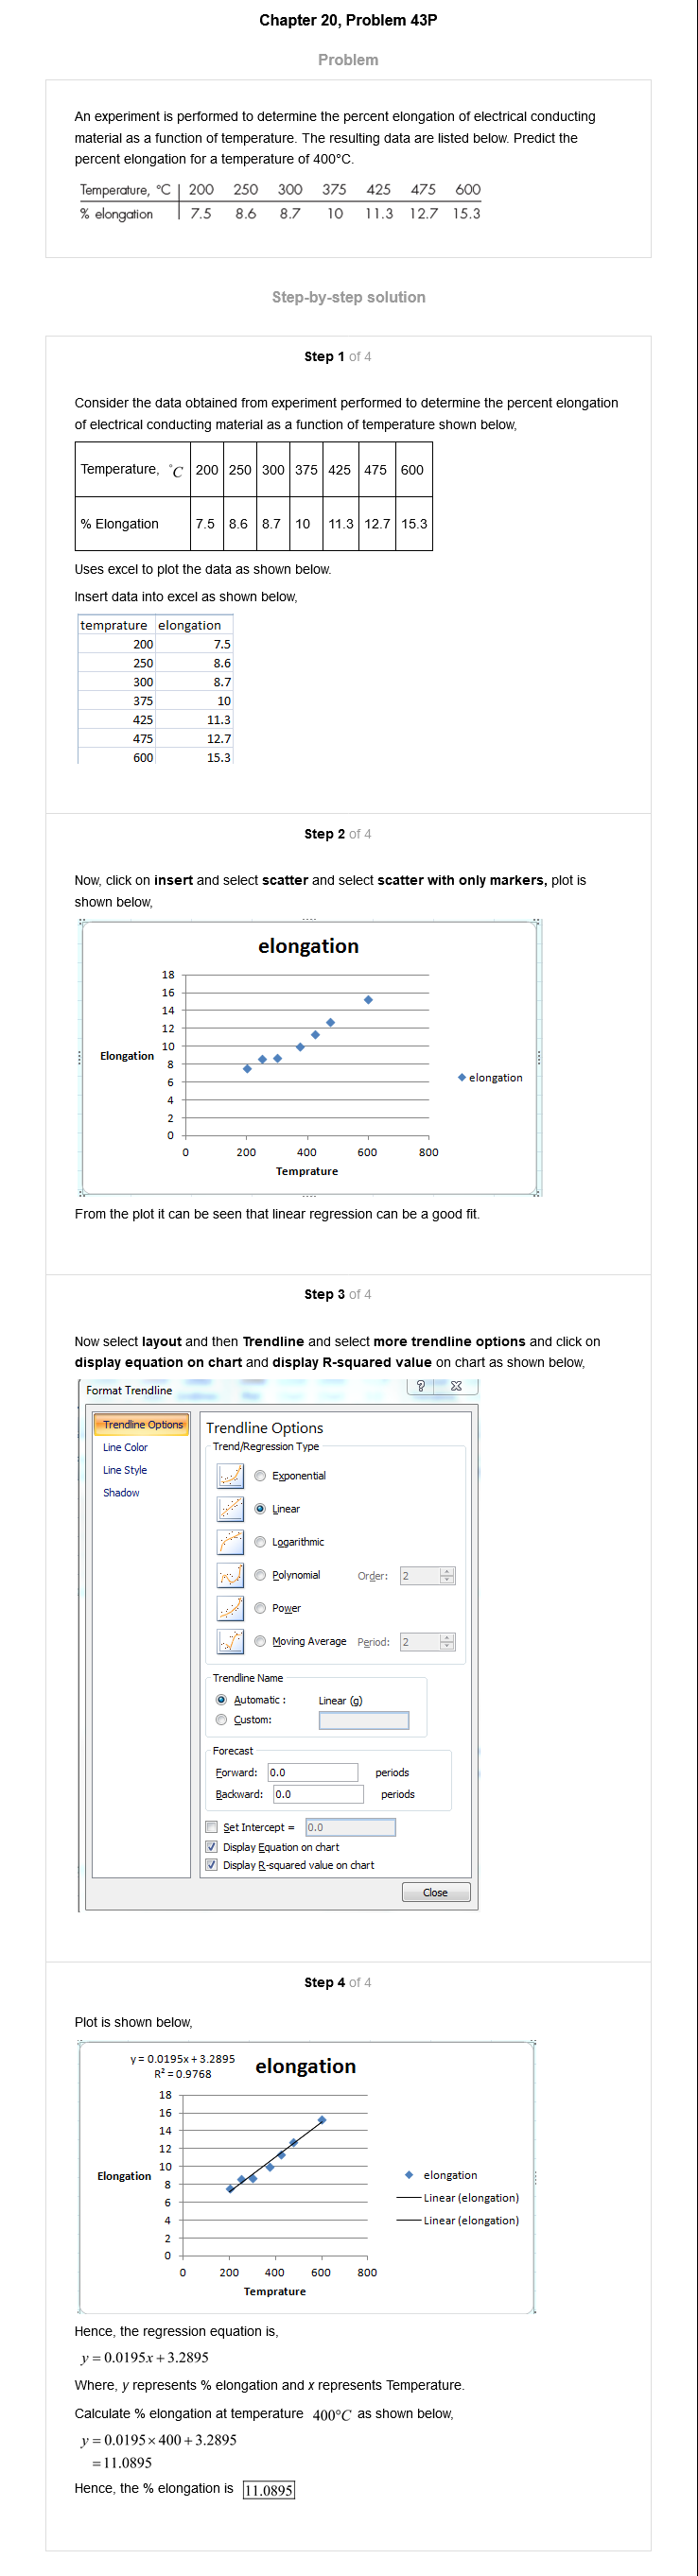 Chapter 20, Problem 43P
Problem
An experiment is performed to determine the percent elongation of electrical conducting
material as a function of temperature. The resulting data are listed below. Predict the
percent elongation for a temperature of 400°C.
Temperature, °C 200 250 300 375 425 475 600
% elongation 7.5 8.6 8.7 10 11.3 12.7 15.3
Step-by-step solution
Step 1 of 4
Consider the data obtained from experiment performed to determine the percent elongation
of electrical conducting material as a function of temperature shown below,
Temperature, °C 200 250 300 375 425 475 600
% Elongation 7.5 8.6 8.7 10 11.3 12.7 15.3
Uses excel to plot the data as shown below.
Insert data into excel as shown below,
temprature elongation
200 7.5
250 8.6
300 8.7
375 10
425 11.3
475 12.7
600 15.3
Step 2 of 4
Now, click on insert and select scatter and select scatter with only markers, plot is
shown below,
elongation
18
16
14
12
10
Elongation
8
6
elongation
4
2
0
0 200 400 600 800
Temprature
From the plot it can be seen that linear regression can be a good fit.
Step 3 of 4
Now select layout and then Trendline and select more trendline options and click on
display equation on chart and display R-squared value on chart as shown below,
Format Trendline ?
Trendline Options
Line Color
Line Style
Shadow
Trendline Options
Trend/Regression Type
Exponential
Linear
Logarithmic
Polynomial Order: 2
Power
Moving Average Period: 2
Trendline Name
Automatic : Linear (g)
Custom:
Forecast
Forward: 0.0 periods
Backward: 0.0 periods
Set Intercept = 0.0
Display Equation on chart
Display R-squared value on chart
Close
Step 4 of 4
Plot is shown below,
y = 0.0195x + 3.2895
R² = 0.9768
elongation
18
16
14
12
10
Elongation
8
6
4
2
0
elongation
Linear (elongation)
Linear (elongation)
0 200 400 600 800
Temprature
Hence, the regression equation is,
y = 0.0195x + 3.2895
Where, y represents % elongation and x represents Temperature.
Calculate % elongation at temperature 400°C as shown below,
y = 0.0195 × 400 + 3.2895
= 11.0895
Hence, the % elongation is 11.0895